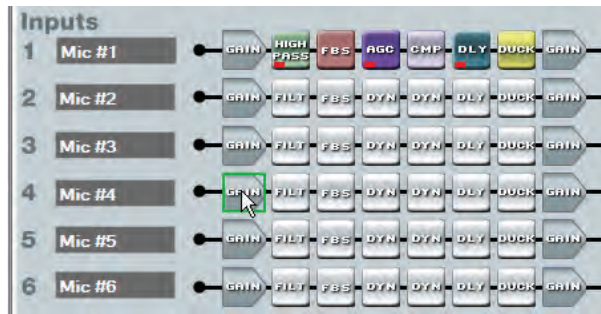 Inputs
1 Mic #1 GAIN HIGH PASS FBS AGC CMP DLY DUCK GAIN
2 Mic #2 GAIN FILT FBS DYN DYN DLY DUCK GAIN
3 Mic #3 GAIN FILT FBS DYN DYN DLY DUCK GAIN
4 Mic #4 GAIN FILT FBS DYN DYN DLY DUCK GAIN
5 Mic #5 GAIN FILT FBS DYN DYN DLY DUCK GAIN
6 Mic #6 GAIN FILT FBS DYN DYN DLY DUCK GAIN